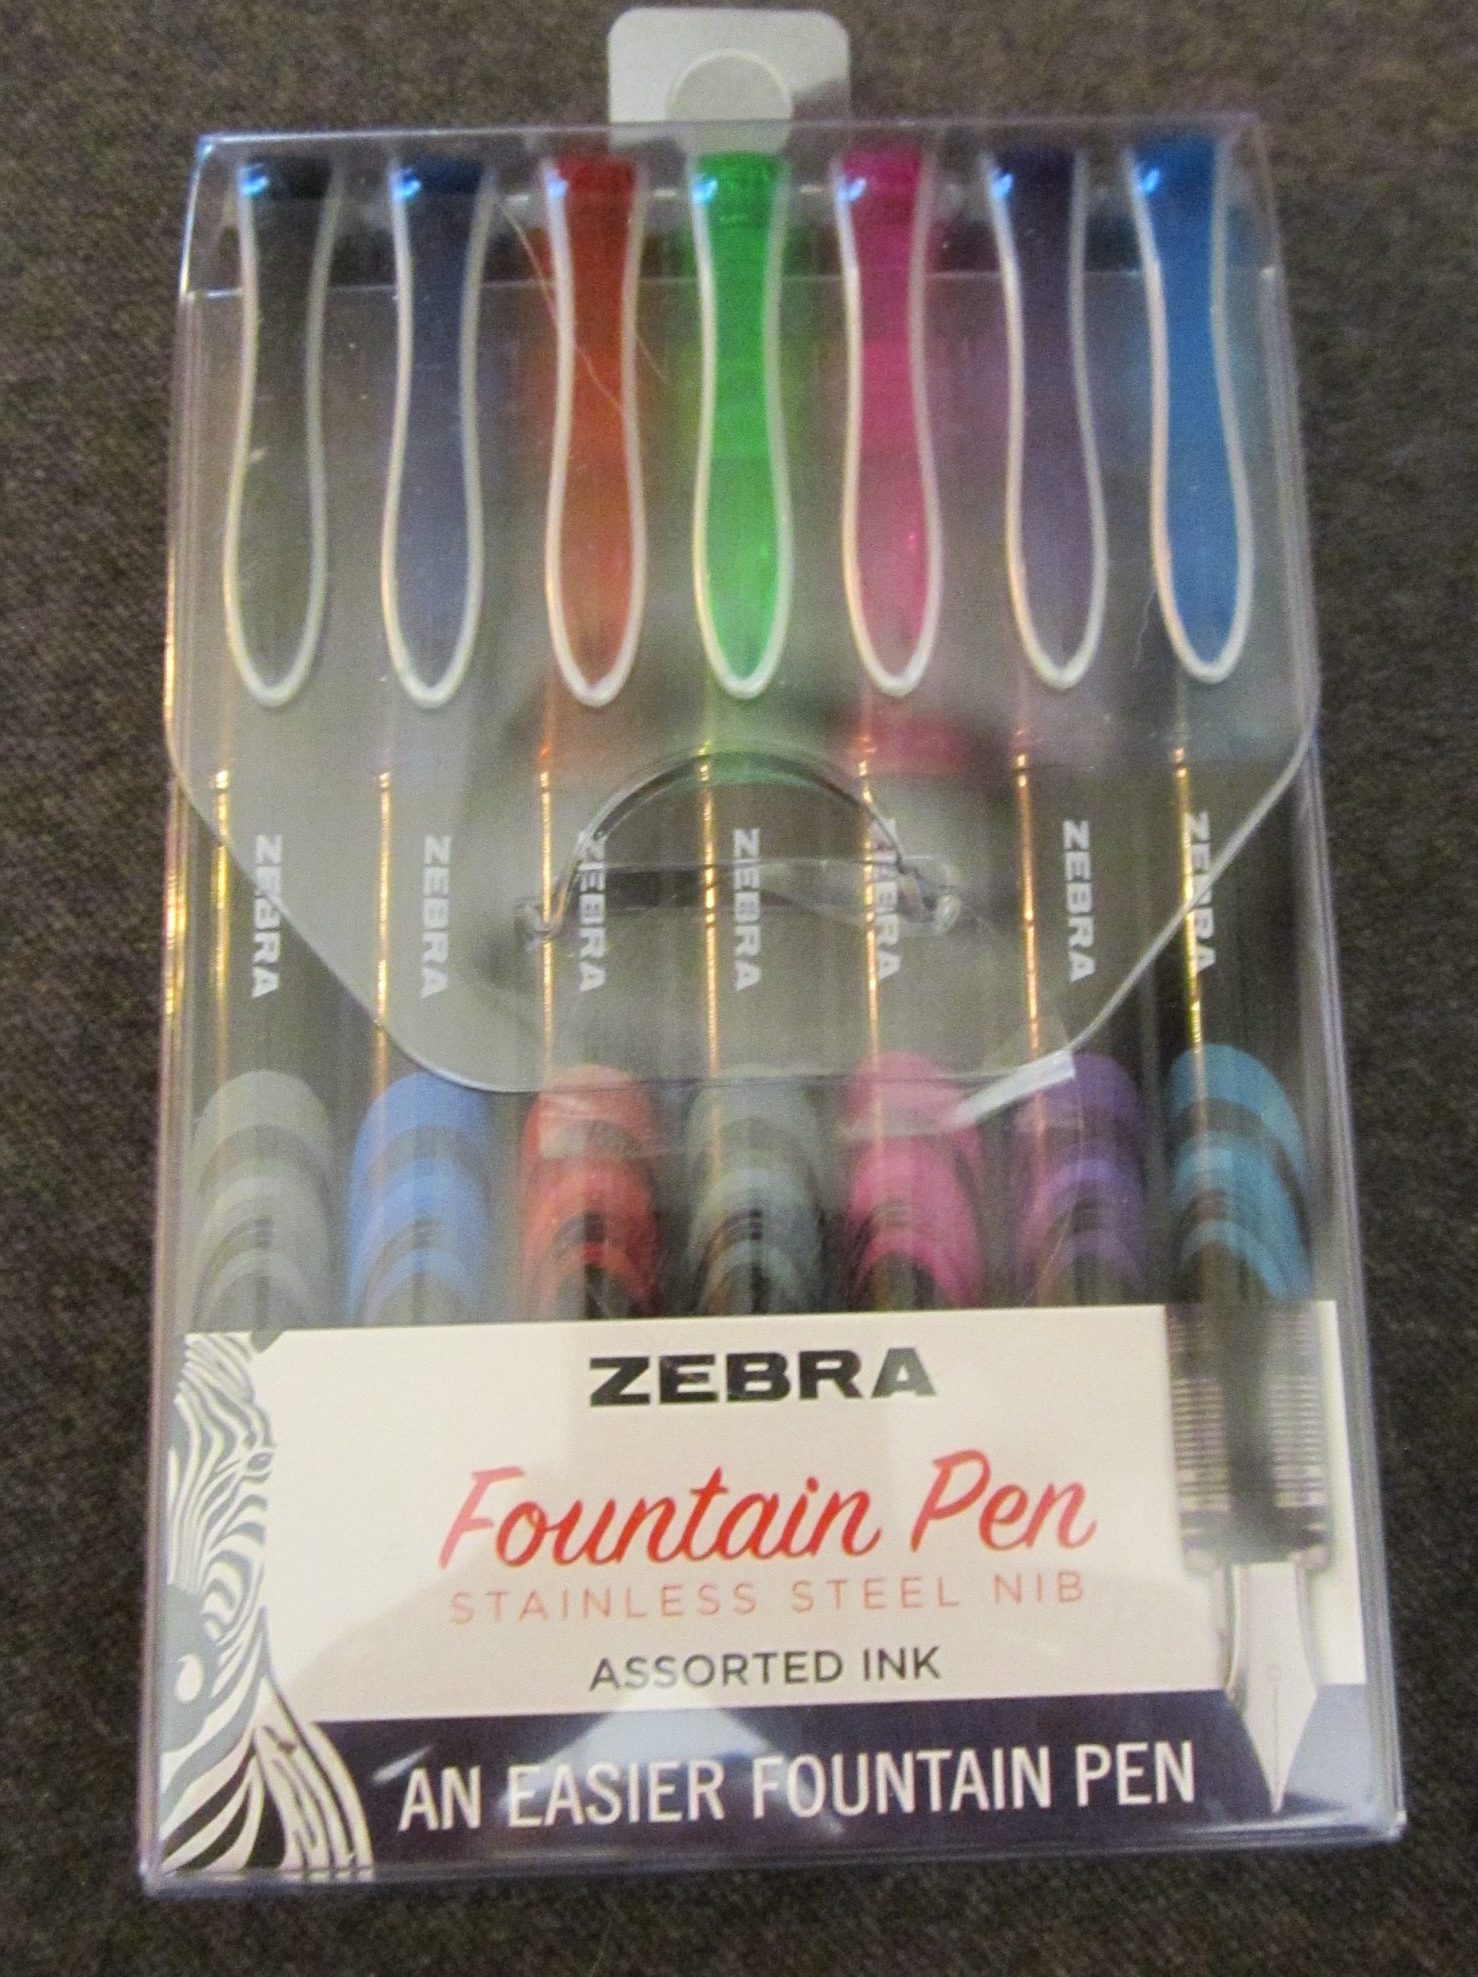 ZEBRA
ZEBRA
ZEBRA
ZEBRA
ZEBRA
ZEBRA
ZEBRA
ZEBRA
Fountain Pen
STAINLESS STEEL NIB
ASSORTED INK
AN EASIER FOUNTAIN PEN